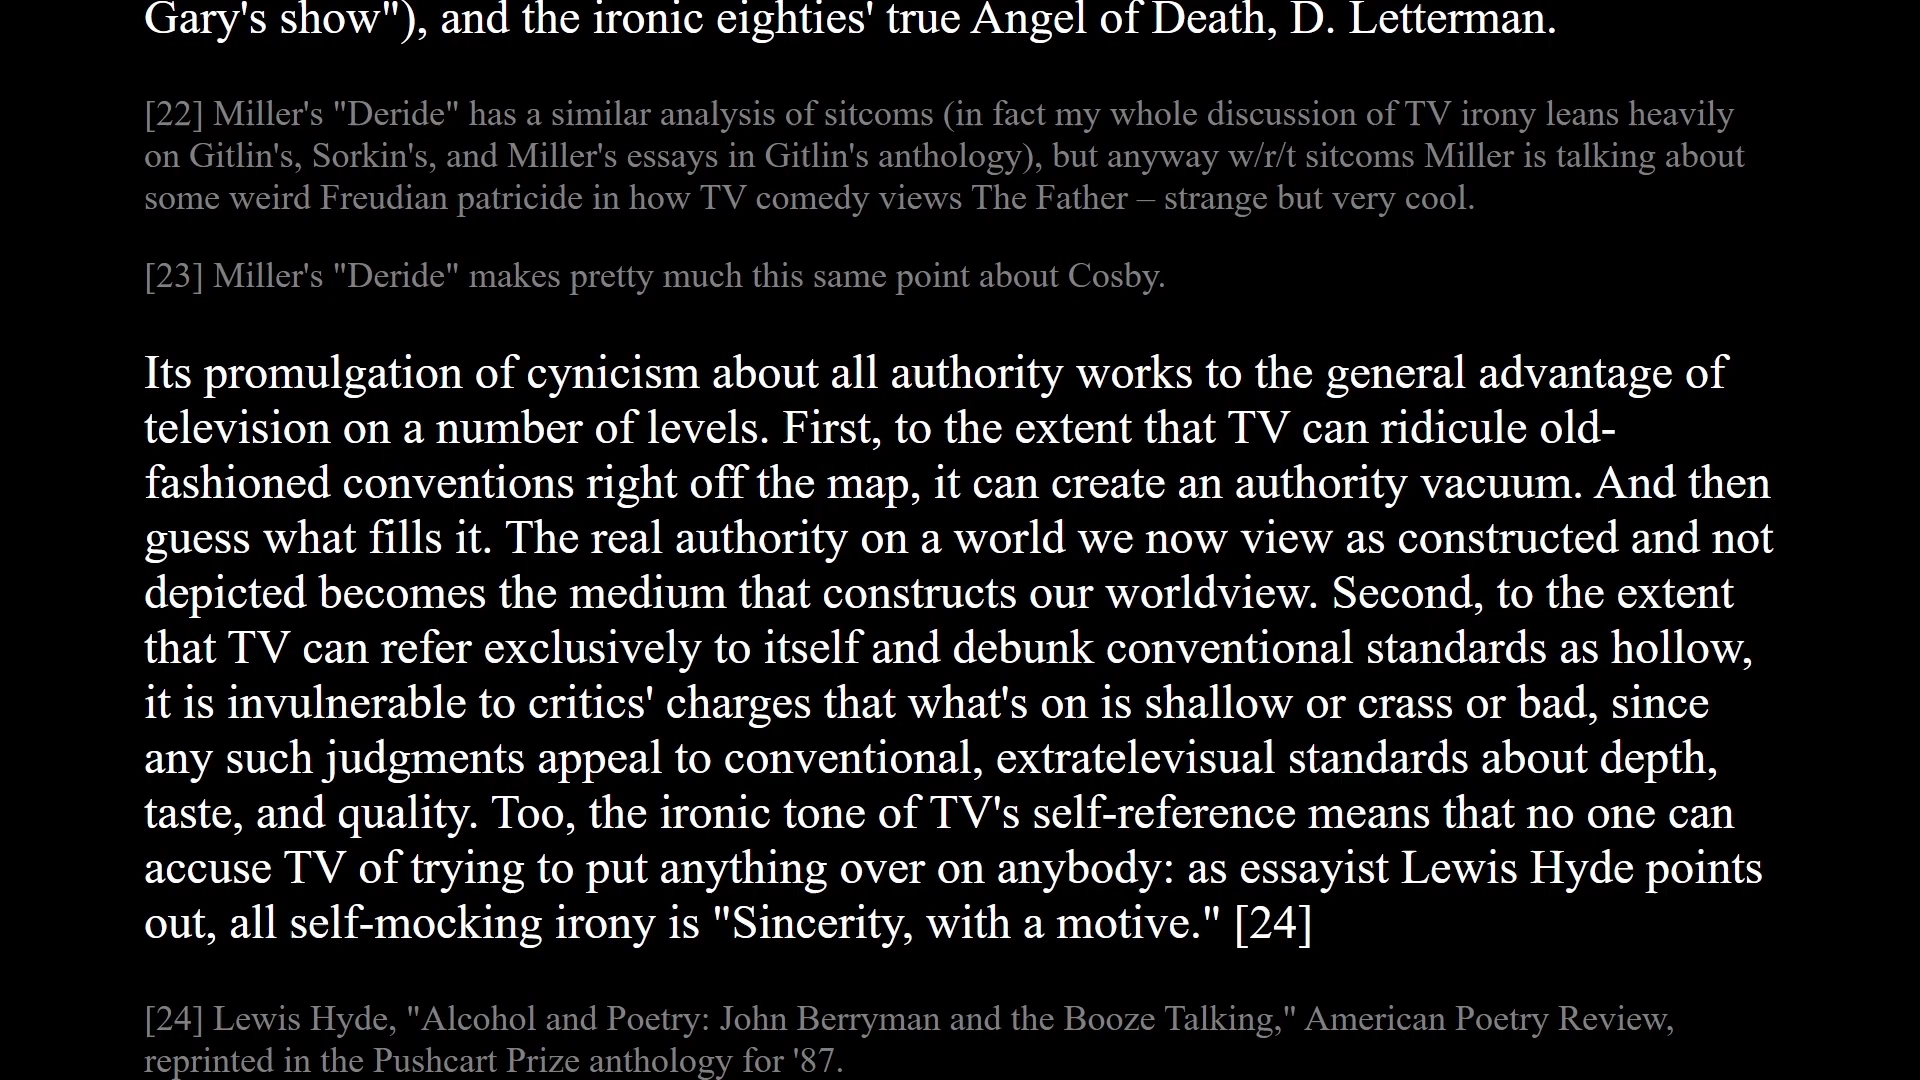 Gary's show"), and the ironic eighties' true Angel of Death, D. Letterman.
[22] Miller's "Deride" has a similar analysis of sitcoms (in fact my whole discussion of TV irony leans heavily
on Gitlin's, Sorkin's, and Miller's essays in Gitlin's anthology), but anyway w/r/t sitcoms Miller is talking about
some weird Freudian patricide in how TV comedy views The Father – strange but very cool.
[23] Miller's "Deride" makes pretty much this same point about Cosby.
Its promulgation of cynicism about all authority works to the general advantage of
television on a number of levels. First, to the extent that TV can ridicule old-
fashioned conventions right off the map, it can create an authority vacuum. And then
guess what fills it. The real authority on a world we now view as constructed and not
depicted becomes the medium that constructs our worldview. Second, to the extent
that TV can refer exclusively to itself and debunk conventional standards as hollow,
it is invulnerable to critics' charges that what's on is shallow or crass or bad, since
any such judgments appeal to conventional, extratelevisual standards about depth,
taste, and quality. Too, the ironic tone of TV's self-reference means that no one can
accuse TV of trying to put anything over on anybody: as essayist Lewis Hyde points
out, all self-mocking irony is "Sincerity, with a motive." [24]
[24] Lewis Hyde, "Alcohol and Poetry: John Berryman and the Booze Talking," American Poetry Review,
reprinted in the Pushcart Prize anthology for '87.